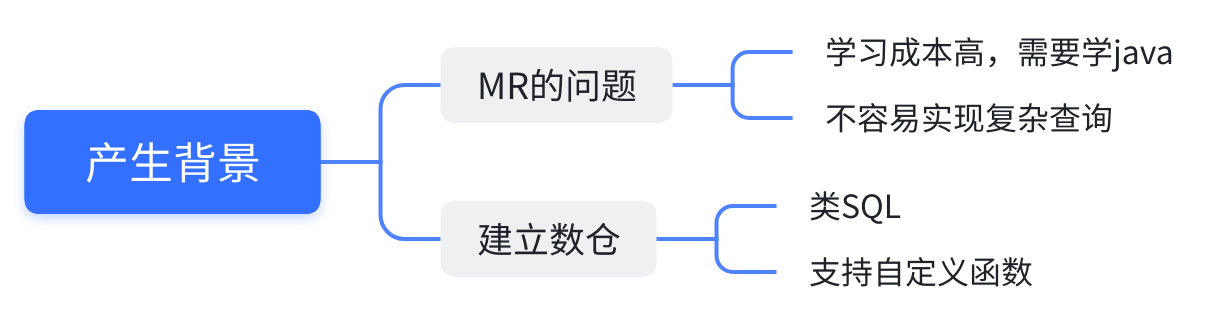 产生背景
MR的问题
学习成本高，需要学java
不容易实现复杂查询
建立数仓
类SQL
支持自定义函数